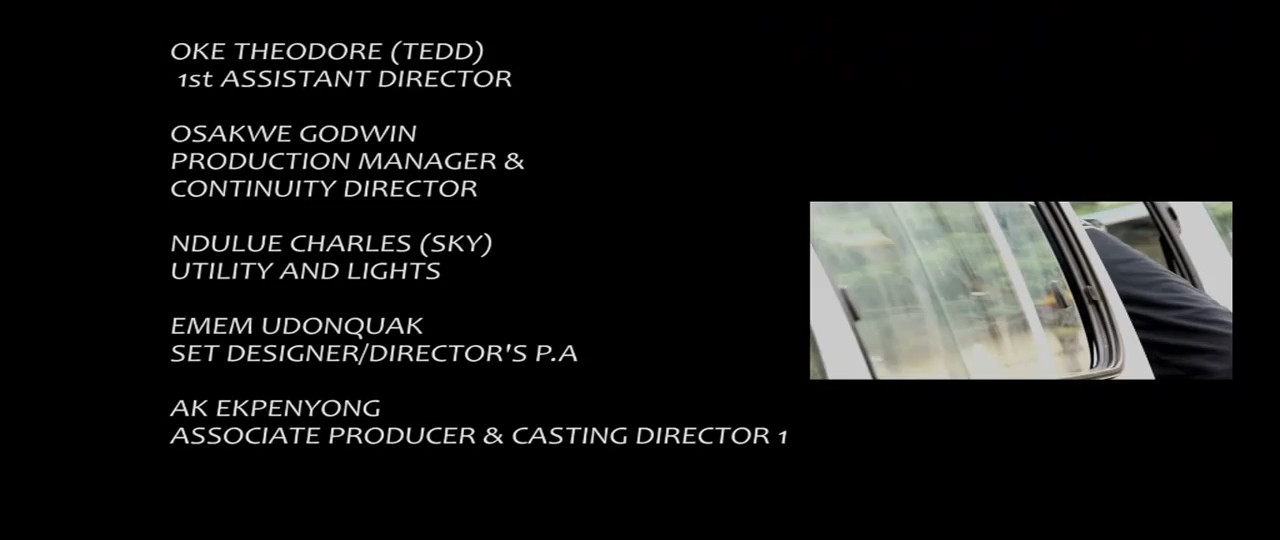 OKE THEODORE (TEDD)
1st ASSISTANT DIRECTOR
OSAKWE GODWIN
PRODUCTION MANAGER &
CONTINUITY DIRECTOR
NDULUE CHARLES (SKY)
UTILITY AND LIGHTS
EMEM UDONQUAK
SET DESIGNER/DIRECTOR'S P.A
AK EKPENYONG
ASSOCIATE PRODUCER & CASTING DIRECTOR 1